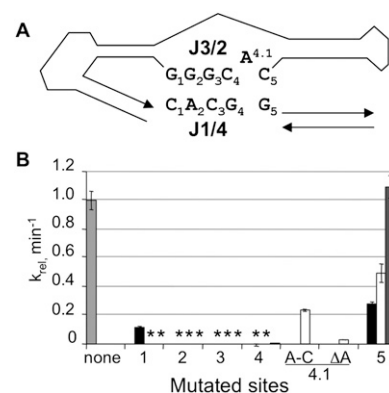 A
J3/2
A4.1
G1G2G3C4 C5
C1A2C3G4 G5
J1/4
B
krel, min-1
1.2
1.0
0.8
0.6
0.4
0.2
0
** *** *** **
none 1 2 3 4 A-C ΔA 5
4.1
Mutated sites